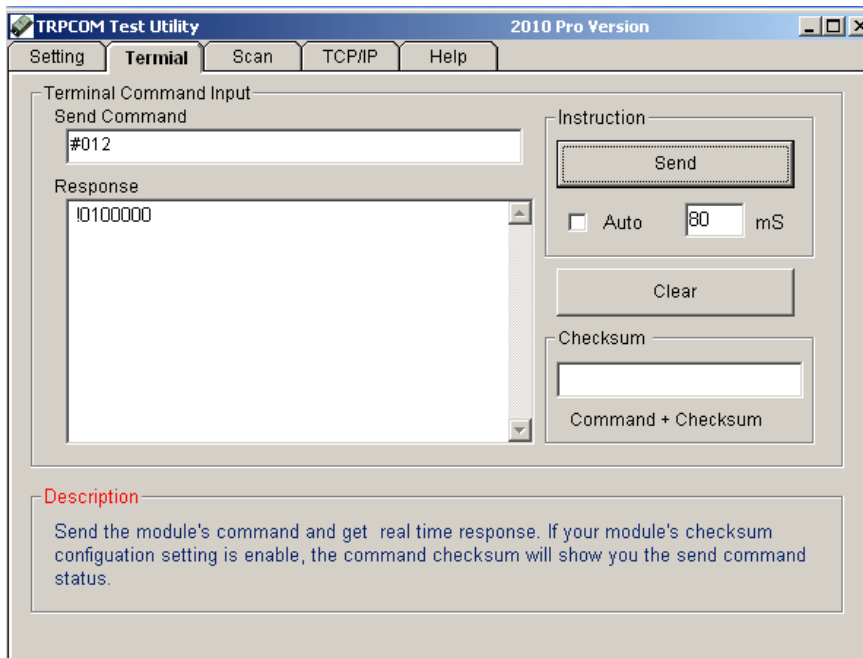 TRPCOM Test Utility 2010 Pro Version
Setting Termial Scan TCP/IP Help
Terminal Command Input
Send Command
#012
Response
!0100000
Instruction
Send
Auto 80 mS
Clear
Checksum
Command + Checksum
Description
Send the module's command and get real time response. If your module's checksum
configuation setting is enable, the command checksum will show you the send command
status.